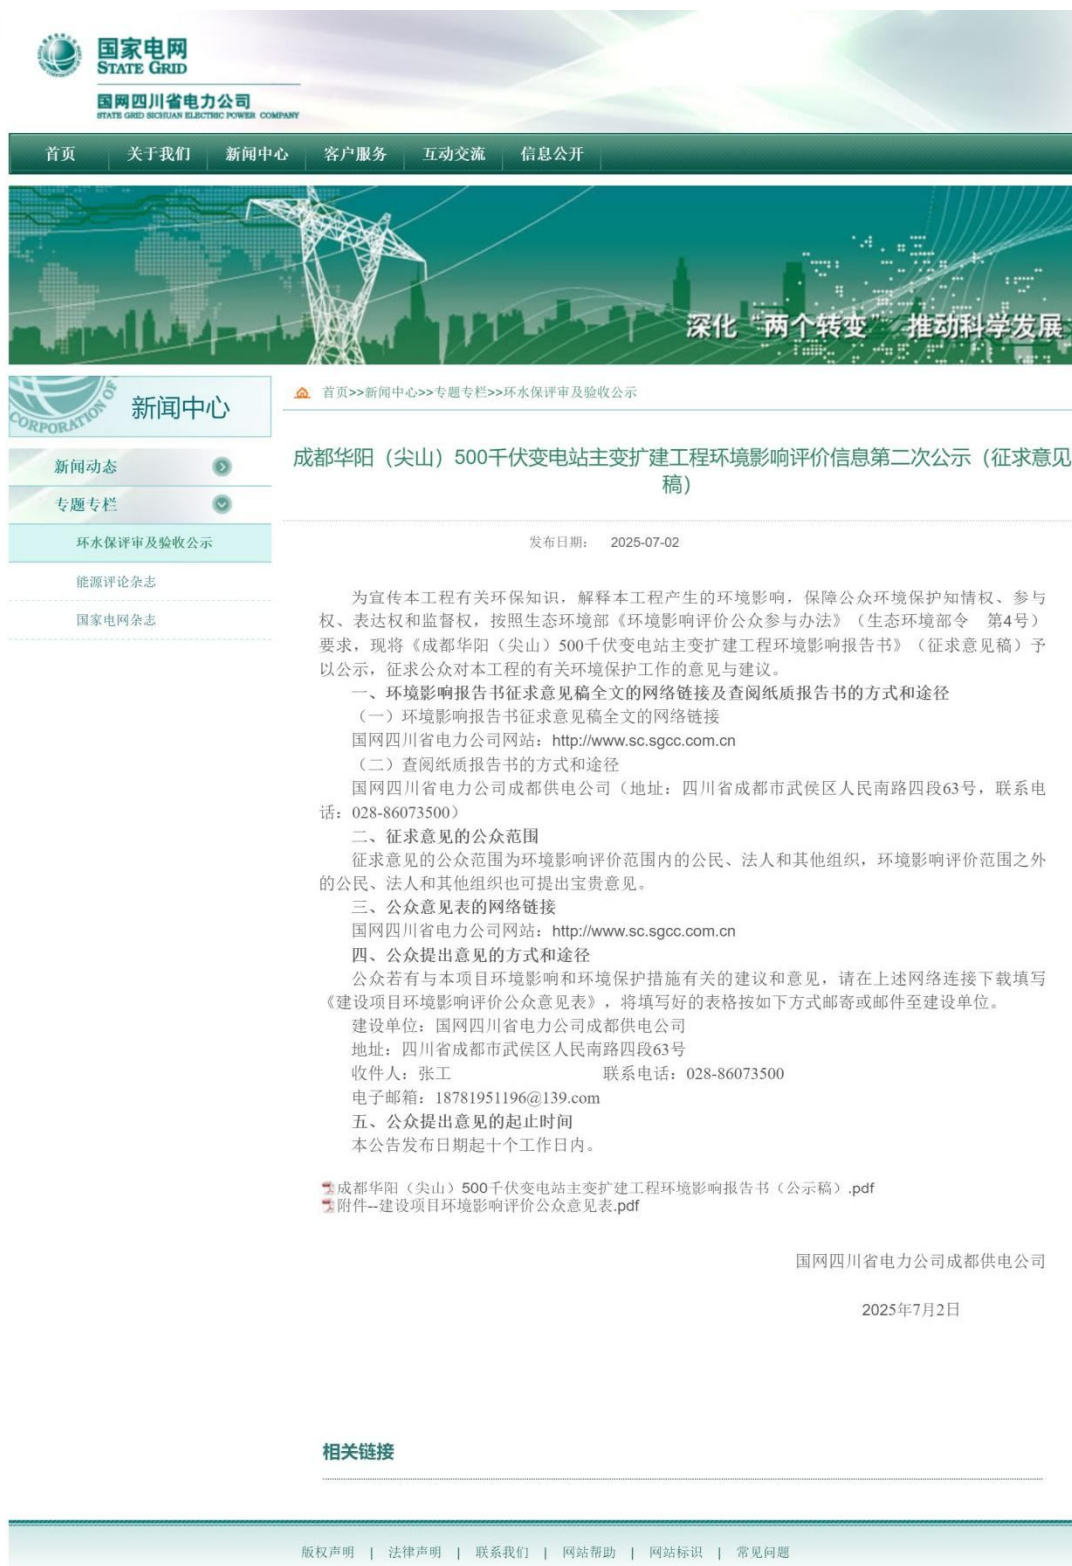 国家电网
STATE GRID
国网四川省电力公司
STATE GRID SICHUAN ELECTRIC POWER COMPANY
首页 关于我们 新闻中心 客户服务 互动交流 信息公开
深化“两个转变” 推动科学发展
CORPORATION OF
新闻中心
新闻动态
专题专栏
环水保评审及验收公示
能源评论杂志
国家电网杂志
首页>>新闻中心>>专题专栏>>环水保评审及验收公示
成都华阳（尖山）500千伏变电站主变扩建工程环境影响评价信息第二次公示（征求意见
稿）
发布日期： 2025-07-02
为宣传本工程有关环保知识，解释本工程产生的环境影响，保障公众环境保护知情权、参与
权、表达权和监督权，按照生态环境部《环境影响评价公众参与办法》（生态环境部令 第4号）
要求，现将《成都华阳（尖山）500千伏变电站主变扩建工程环境影响报告书》（征求意见稿）予
以公示，征求公众对本工程的有关环境保护工作的意见与建议。
一、环境影响报告书征求意见稿全文的网络链接及查阅纸质报告书的方式和途径
（一）环境影响报告书征求意见稿全文的网络链接
国网四川省电力公司网站：http://www.sc.sgcc.com.cn
（二）查阅纸质报告书的方式和途径
国网四川省电力公司成都供电公司（地址：四川省成都市武侯区人民南路四段63号，联系电
话：028-86073500）
二、征求意见的公众范围
征求意见的公众范围为环境影响评价范围内的公民、法人和其他组织，环境影响评价范围之外
的公民、法人和其他组织也可提出宝贵意见。
三、公众意见表的网络链接
国网四川省电力公司网站：http://www.sc.sgcc.com.cn
四、公众提出意见的方式和途径
公众若有与本项目环境影响和环境保护措施有关的建议和意见，请在上述网络连接下载填写
《建设项目环境影响评价公众意见表》，将填写好的表格按如下方式邮寄或邮件至建设单位。
建设单位：国网四川省电力公司成都供电公司
地址：四川省成都市武侯区人民南路四段63号
收件人：张工 联系电话：028-86073500
电子邮箱：18781951196@139.com
五、公众提出意见的起止时间
本公告发布日期起十个工作日内。
成都华阳（尖山）500千伏变电站主变扩建工程环境影响报告书（公示稿）.pdf
附件--建设项目环境影响评价公众意见表.pdf
国网四川省电力公司成都供电公司
2025年7月2日
相关链接
版权声明 | 法律声明 | 联系我们 | 网站帮助 | 网站标识 | 常见问题